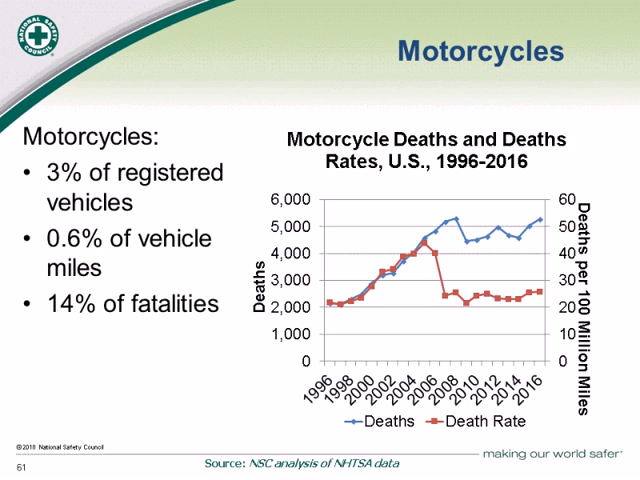 NATIONAL SAFETY COUNCIL
Motorcycles
Motorcycles:
• 3% of registered
vehicles
• 0.6% of vehicle
miles
• 14% of fatalities
Motorcycle Deaths and Deaths
Rates, U.S., 1996-2016
6,000
5,000
4,000
3,000
2,000
1,000
0
Deaths
60
50
40
30
20
10
0
Deaths per 100 Million Miles
1996
1998
2000
2002
2004
2006
2008
2010
2012
2014
2016
Deaths
Death Rate
©2018 National Safety Council
making our world safer
61
Source: NSC analysis of NHTSA data